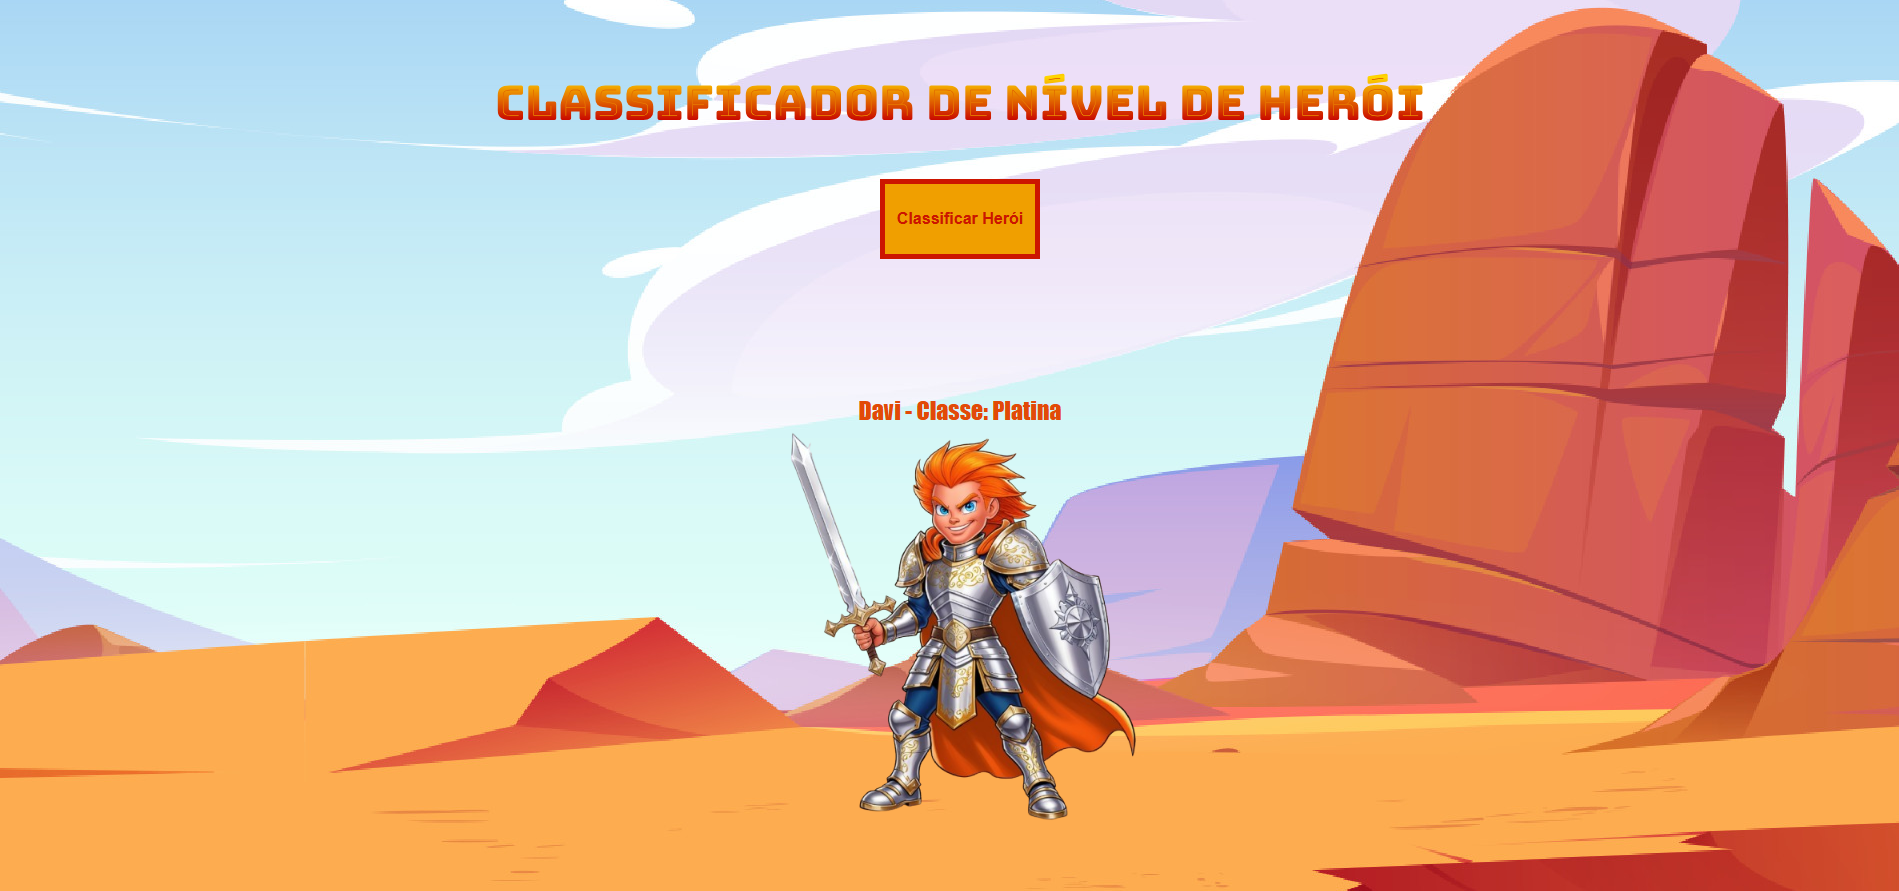 CLASSIFICADOR DE NÍVEL DE HERÓI
Classificar Herói
Davi - Classe: Platina